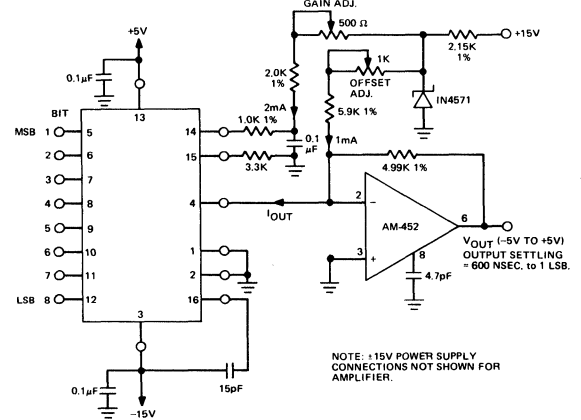 GAIN ADJ.
500 Ω
+5V
2.15K
1%
+15V
0.1µF
2.0K
1%
1K
OFFSET
ADJ.
IN4571
2mA
5.9K 1%
13
BIT
MSB 1 5
14
1.0K 1%
0.1
µF
1mA
2 6
15
3.3K
4.99K 1%
3 7
4 8
4
IOUT
2
−
AM-452
6
5 9
VOUT (−5V TO +5V)
OUTPUT SETTLING
= 600 NSEC. to 1 LSB.
6 10
1
3
+
8
7 11
2
4.7pF
LSB 8 12
16
3
15pF
0.1µF
−15V
NOTE: ±15V POWER SUPPLY
CONNECTIONS NOT SHOWN FOR
AMPLIFIER.